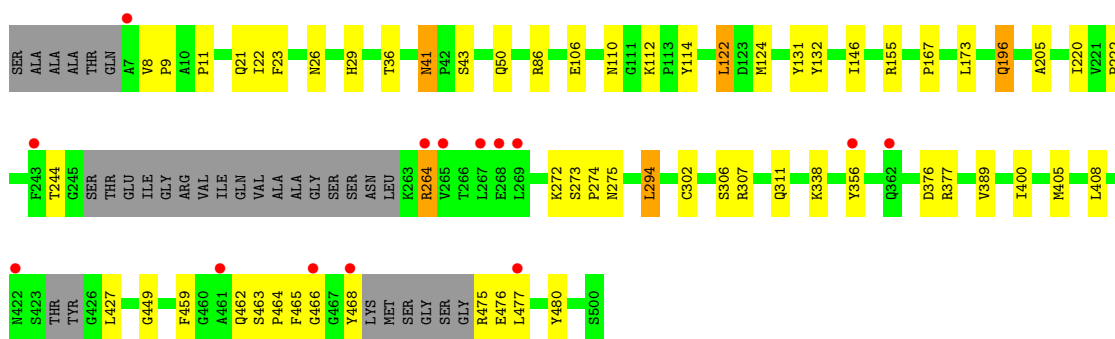 SER ALA ALA ALA THR GLN A7 V8 P9 A10 P11 Q21 I22 F23 N26 H29 T36 N41 P42 S43 Q50 R86 E106 N110 G111 K112 P113 Y114 L122 D123 M124 Y131 Y132 I146 R155 P167 L173 Q196 A205 I220 V221
F243 T244 G245 SER THR GLU ILE GLY ARG VAL ILE GLN VAL ALA ALA GLY SER SER ASN LEU K263 R264 V265 T266 L267 E268 L269 K272 S273 P274 N275 L294 C302 S306 R307 Q311 K338 Y356 Q362 D376 R377 V389 I400 M405 L408
N422 S423 THR TYR G426 L427 G449 F459 G460 A461 Q462 S463 P464 F465 G466 G467 Y468 LYS MET SER GLY SER GLY R475 E476 L477 Y480 S500